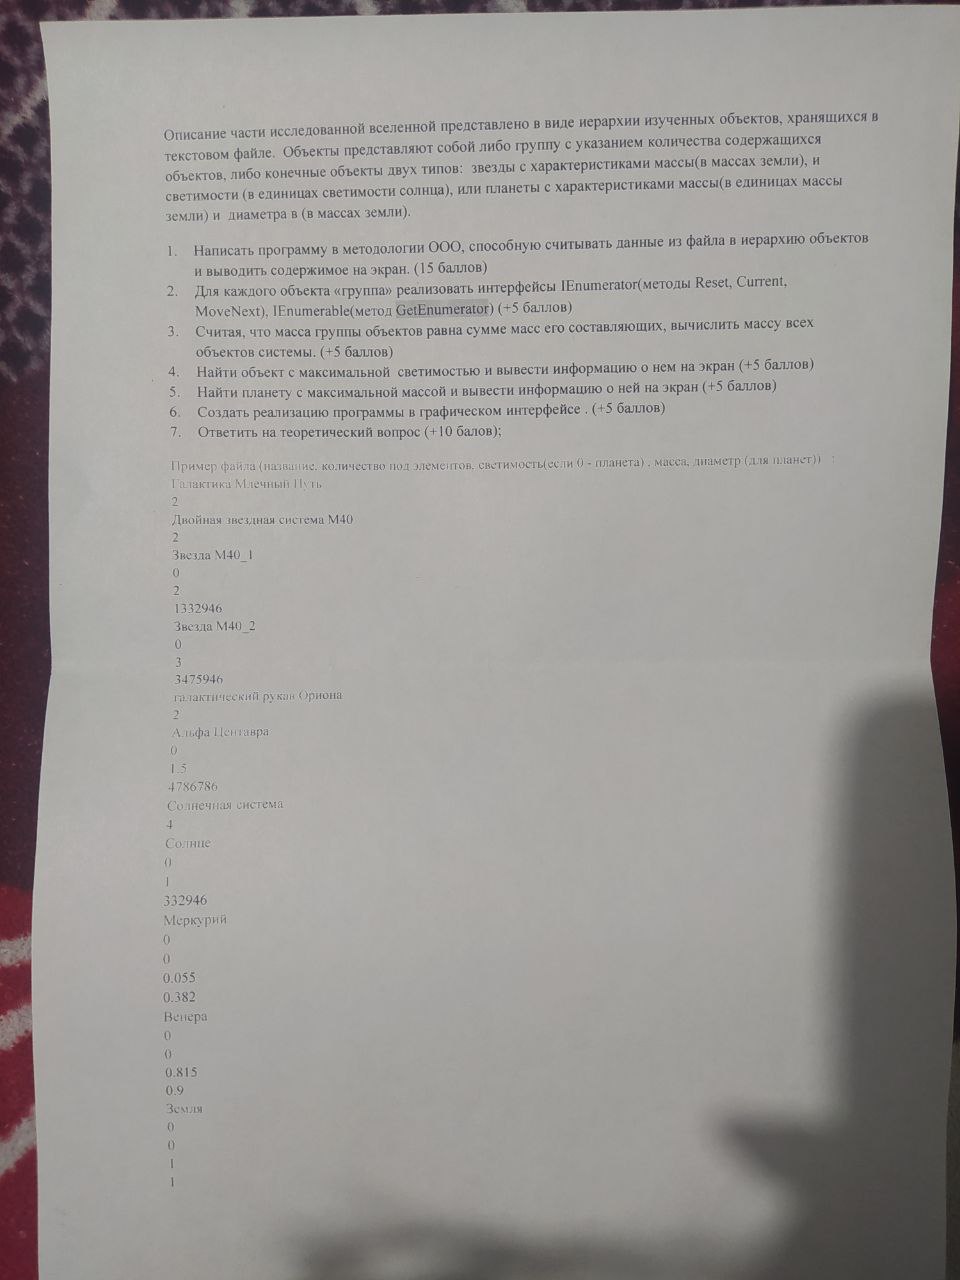 Описание части исследованной вселенной представлено в виде иерархии изученных объектов, хранящихся в
текстовом файле. Объекты представляют собой либо группу с указанием количества содержащихся
объектов, либо конечные объекты двух типов: звезды с характеристиками массы(в массах земли), и
светимости (в единицах светимости солнца), или планеты с характеристиками массы(в единицах массы
земли) и диаметра в (в массах земли).
1. Написать программу в методологии ООО, способную считывать данные из файла в иерархию объектов
и выводить содержимое на экран. (15 баллов)
2. Для каждого объекта «группа» реализовать интерфейсы IEnumerator(методы Reset, Current,
MoveNext), IEnumerable(метод GetEnumerator) (+5 баллов)
3. Считая, что масса группы объектов равна сумме масс его составляющих, вычислить массу всех
объектов системы. (+5 баллов)
4. Найти объект с максимальной светимостью и вывести информацию о нем на экран (+5 баллов)
5. Найти планету с максимальной массой и вывести информацию о ней на экран (+5 баллов)
6. Создать реализацию программы в графическом интерфейсе . (+5 баллов)
7. Ответить на теоретический вопрос (+10 балов);
Пример файла (название, количество под элементов, светимость(если 0 - планета) , масса, диаметр (для планет)) :
Галактика Млечный Путь
2
Двойная звездная система М40
2
Звезда М40_1
0
2
1332946
Звезда М40_2
0
3
3475946
галактический рукав Ориона
2
Альфа Центавра
0
1.5
4786786
Солнечная система
4
Солнце
0
1
332946
Меркурий
0
0
0.055
0.382
Венера
0
0
0.815
0.9
Земля
0
0
1
1